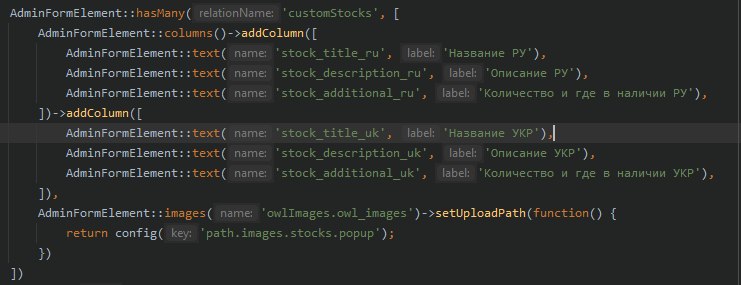 AdminFormElement::hasMany( relationName: 'customStocks', [
    AdminFormElement::columns()->addColumn([
        AdminFormElement::text( name: 'stock_title_ru', label: 'Название РУ'),
        AdminFormElement::text( name: 'stock_description_ru', label: 'Описание РУ'),
        AdminFormElement::text( name: 'stock_additional_ru', label: 'Количество и где в наличии РУ'),
    ])->addColumn([
        AdminFormElement::text( name: 'stock_title_uk', label: 'Название УКР'),
        AdminFormElement::text( name: 'stock_description_uk', label: 'Описание УКР'),
        AdminFormElement::text( name: 'stock_additional_uk', label: 'Количество и где в наличии УКР'),
    ]),
    AdminFormElement::images( name: 'owlImages.owl_images')->setUploadPath(function() {
        return config( key: 'path.images.stocks.popup');
    })
])